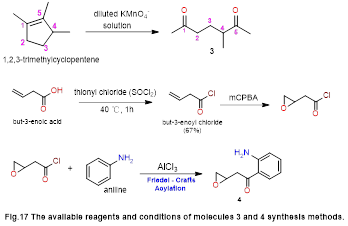 diluted KMnO4
solution
1 5 4 2 3
O 3 5 O 1 2 4
3
1,2,3-trimethylcyclopentene
OH
O
thionyl chloride (SOCl2)
40 ℃, 1h
Cl
O
mCPBA
O
Cl
O
but-3-enoic acid
but-3-enoyl chloride
(67%)
O
Cl
O
+
NH2
aniline
AlCl3
Friedel - Crafts
Acylation
H2N
O
O
4
Fig.17 The available reagents and conditions of molecules 3 and 4 synthesis methods.